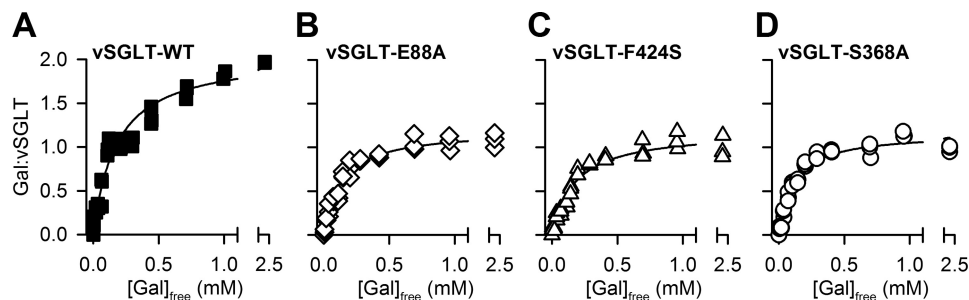 A
B
C
D
vSGLT-WT
vSGLT-E88A
vSGLT-F424S
vSGLT-S368A
Gal:vSGLT
2.0
1.5
1.0
0.5
0.0
0.0 0.5 1.0 2.5
0.0 0.5 1.0 2.5
0.0 0.5 1.0 2.5
0.0 0.5 1.0 2.5
[Gal]free (mM)
[Gal]free (mM)
[Gal]free (mM)
[Gal]free (mM)